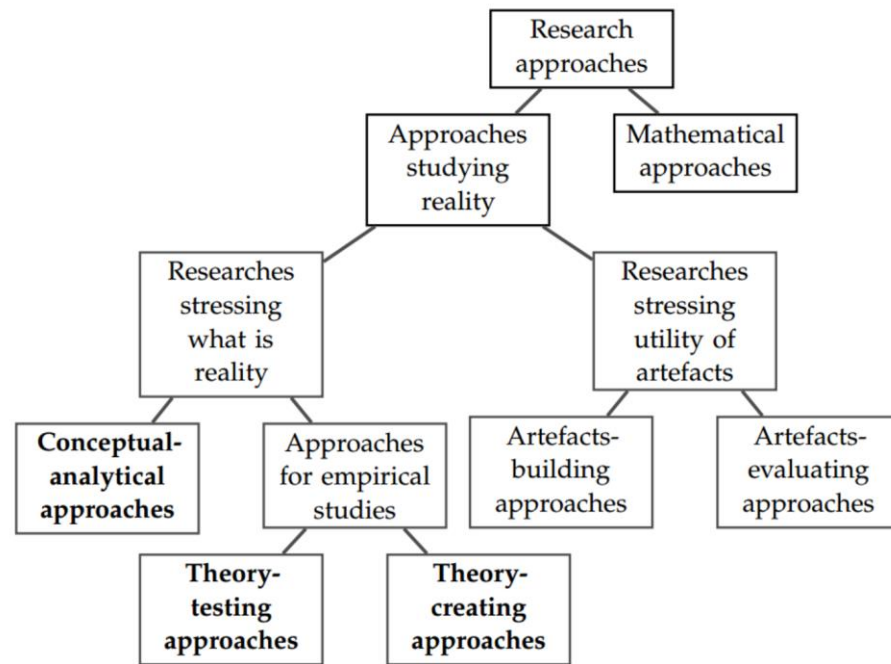 Research
approaches
Approaches
studying
reality
Mathematical
approaches
Researches
stressing
what is
reality
Researches
stressing
utility of
artefacts
Conceptual-
analytical
approaches
Approaches
for empirical
studies
Artefacts-
building
approaches
Artefacts-
evaluating
approaches
Theory-
testing
approaches
Theory-
creating
approaches